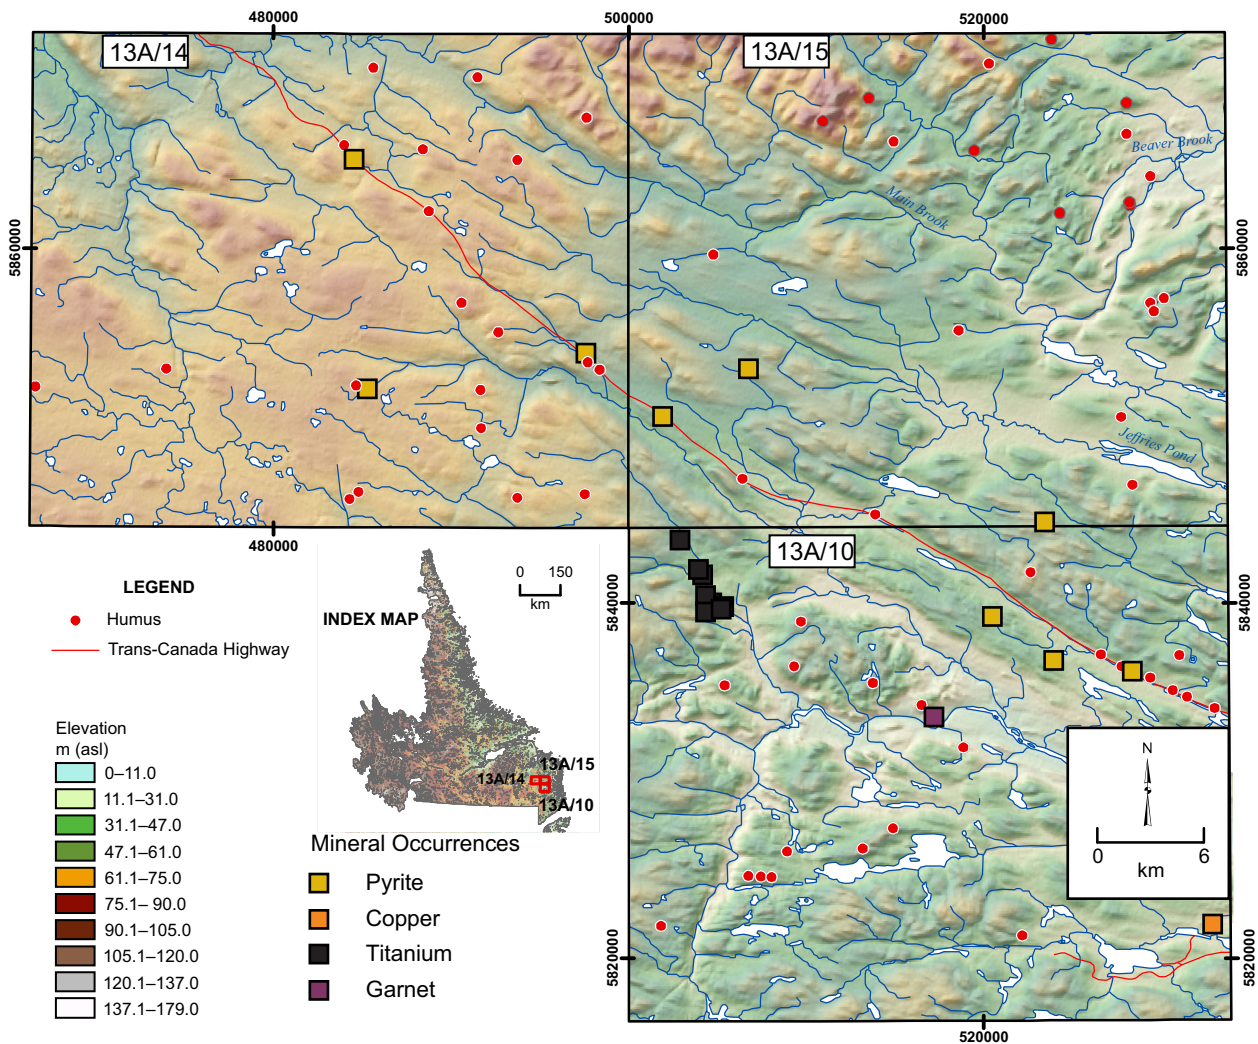 480000
500000
520000
13A/14
13A/15
Beaver Brook
Main Brook
5860000
5860000
Jeffries Pond
480000
13A/10
LEGEND
Humus
Trans-Canada Highway
INDEX MAP
0 150
km
13A/15
13A/14
13A/10
5840000
5840000
Elevation
m (asl)
0–11.0
11.1–31.0
31.1–47.0
47.1–61.0
61.1–75.0
75.1– 90.0
90.1–105.0
105.1–120.0
120.1–137.0
137.1–179.0
Mineral Occurrences
Pyrite
Copper
Titanium
Garnet
N
0 6
km
5820000
5820000
520000